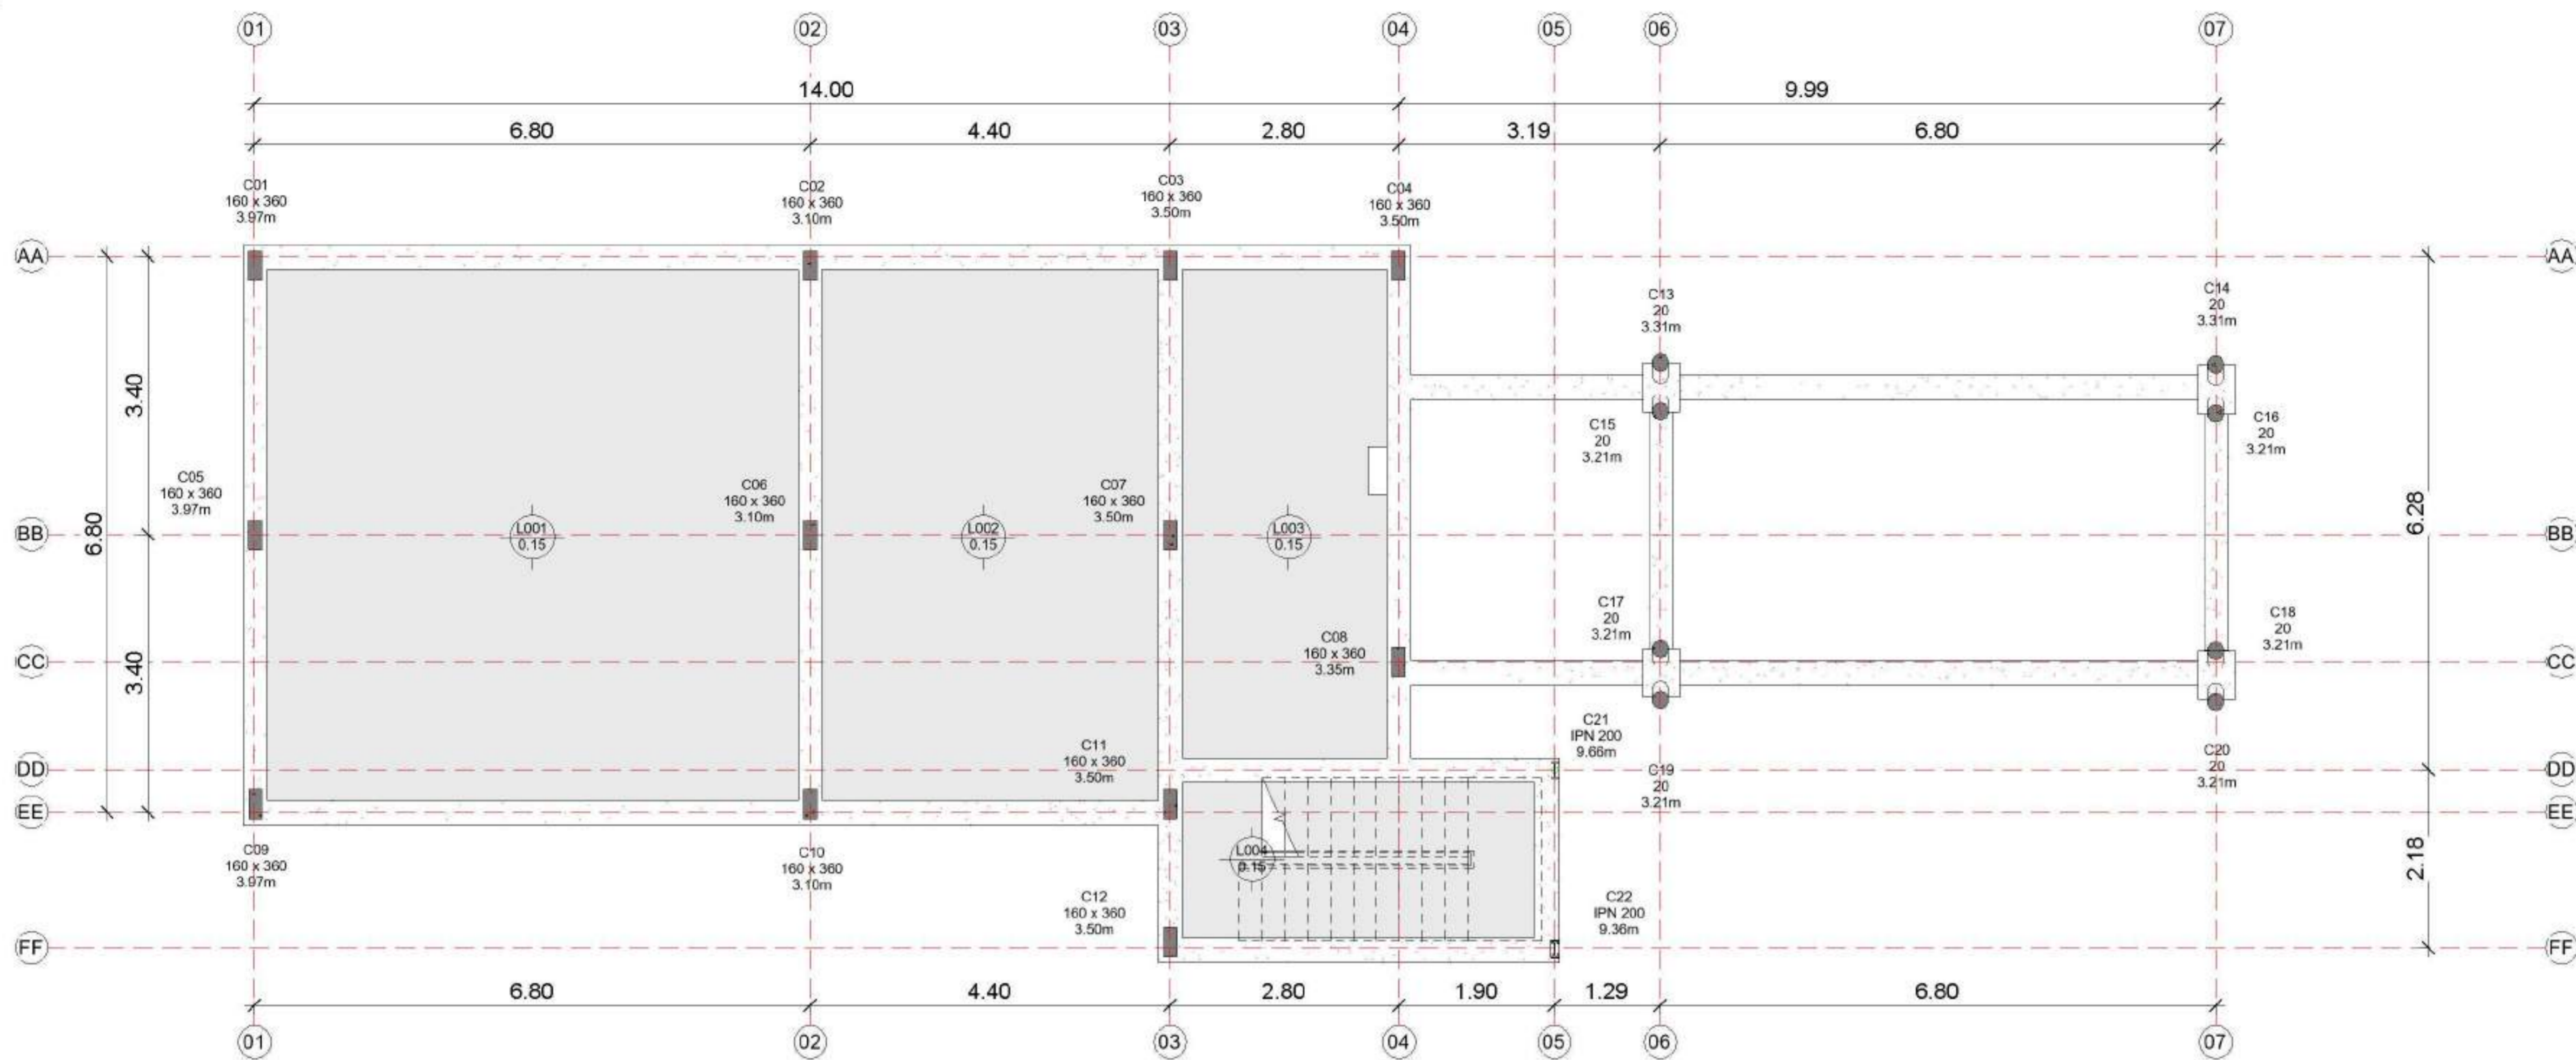 01 02 03 04 05 06 07
14.00 9.99
6.80 4.40 2.80 3.19 6.80
C01
160 x 360
3.97m
C02
160 x 360
3.10m
C03
160 x 360
3.50m
C04
160 x 360
3.50m
AA AA
C13
20
3.31m
C14
20
3.31m
3.40
C15
20
3.21m
C16
20
3.21m
C05
160 x 360
3.97m
C06
160 x 360
3.10m
C07
160 x 360
3.50m
6.80
6.28
BB BB
L001
0.15
L002
0.15
L003
0.15
C17
20
3.21m
C18
20
3.21m
C08
160 x 360
3.35m
3.40
CC CC
C21
IPN 200
9.66m
C11
160 x 360
3.50m
C19
20
3.21m
C20
20
3.21m
DD DD
EE EE
C09
160 x 360
3.97m
C10
160 x 360
3.10m
L004
0.15
2.18
C12
160 x 360
3.50m
C22
IPN 200
9.36m
FF FF
6.80 4.40 2.80 1.90 1.29 6.80
01 02 03 04 05 06 07